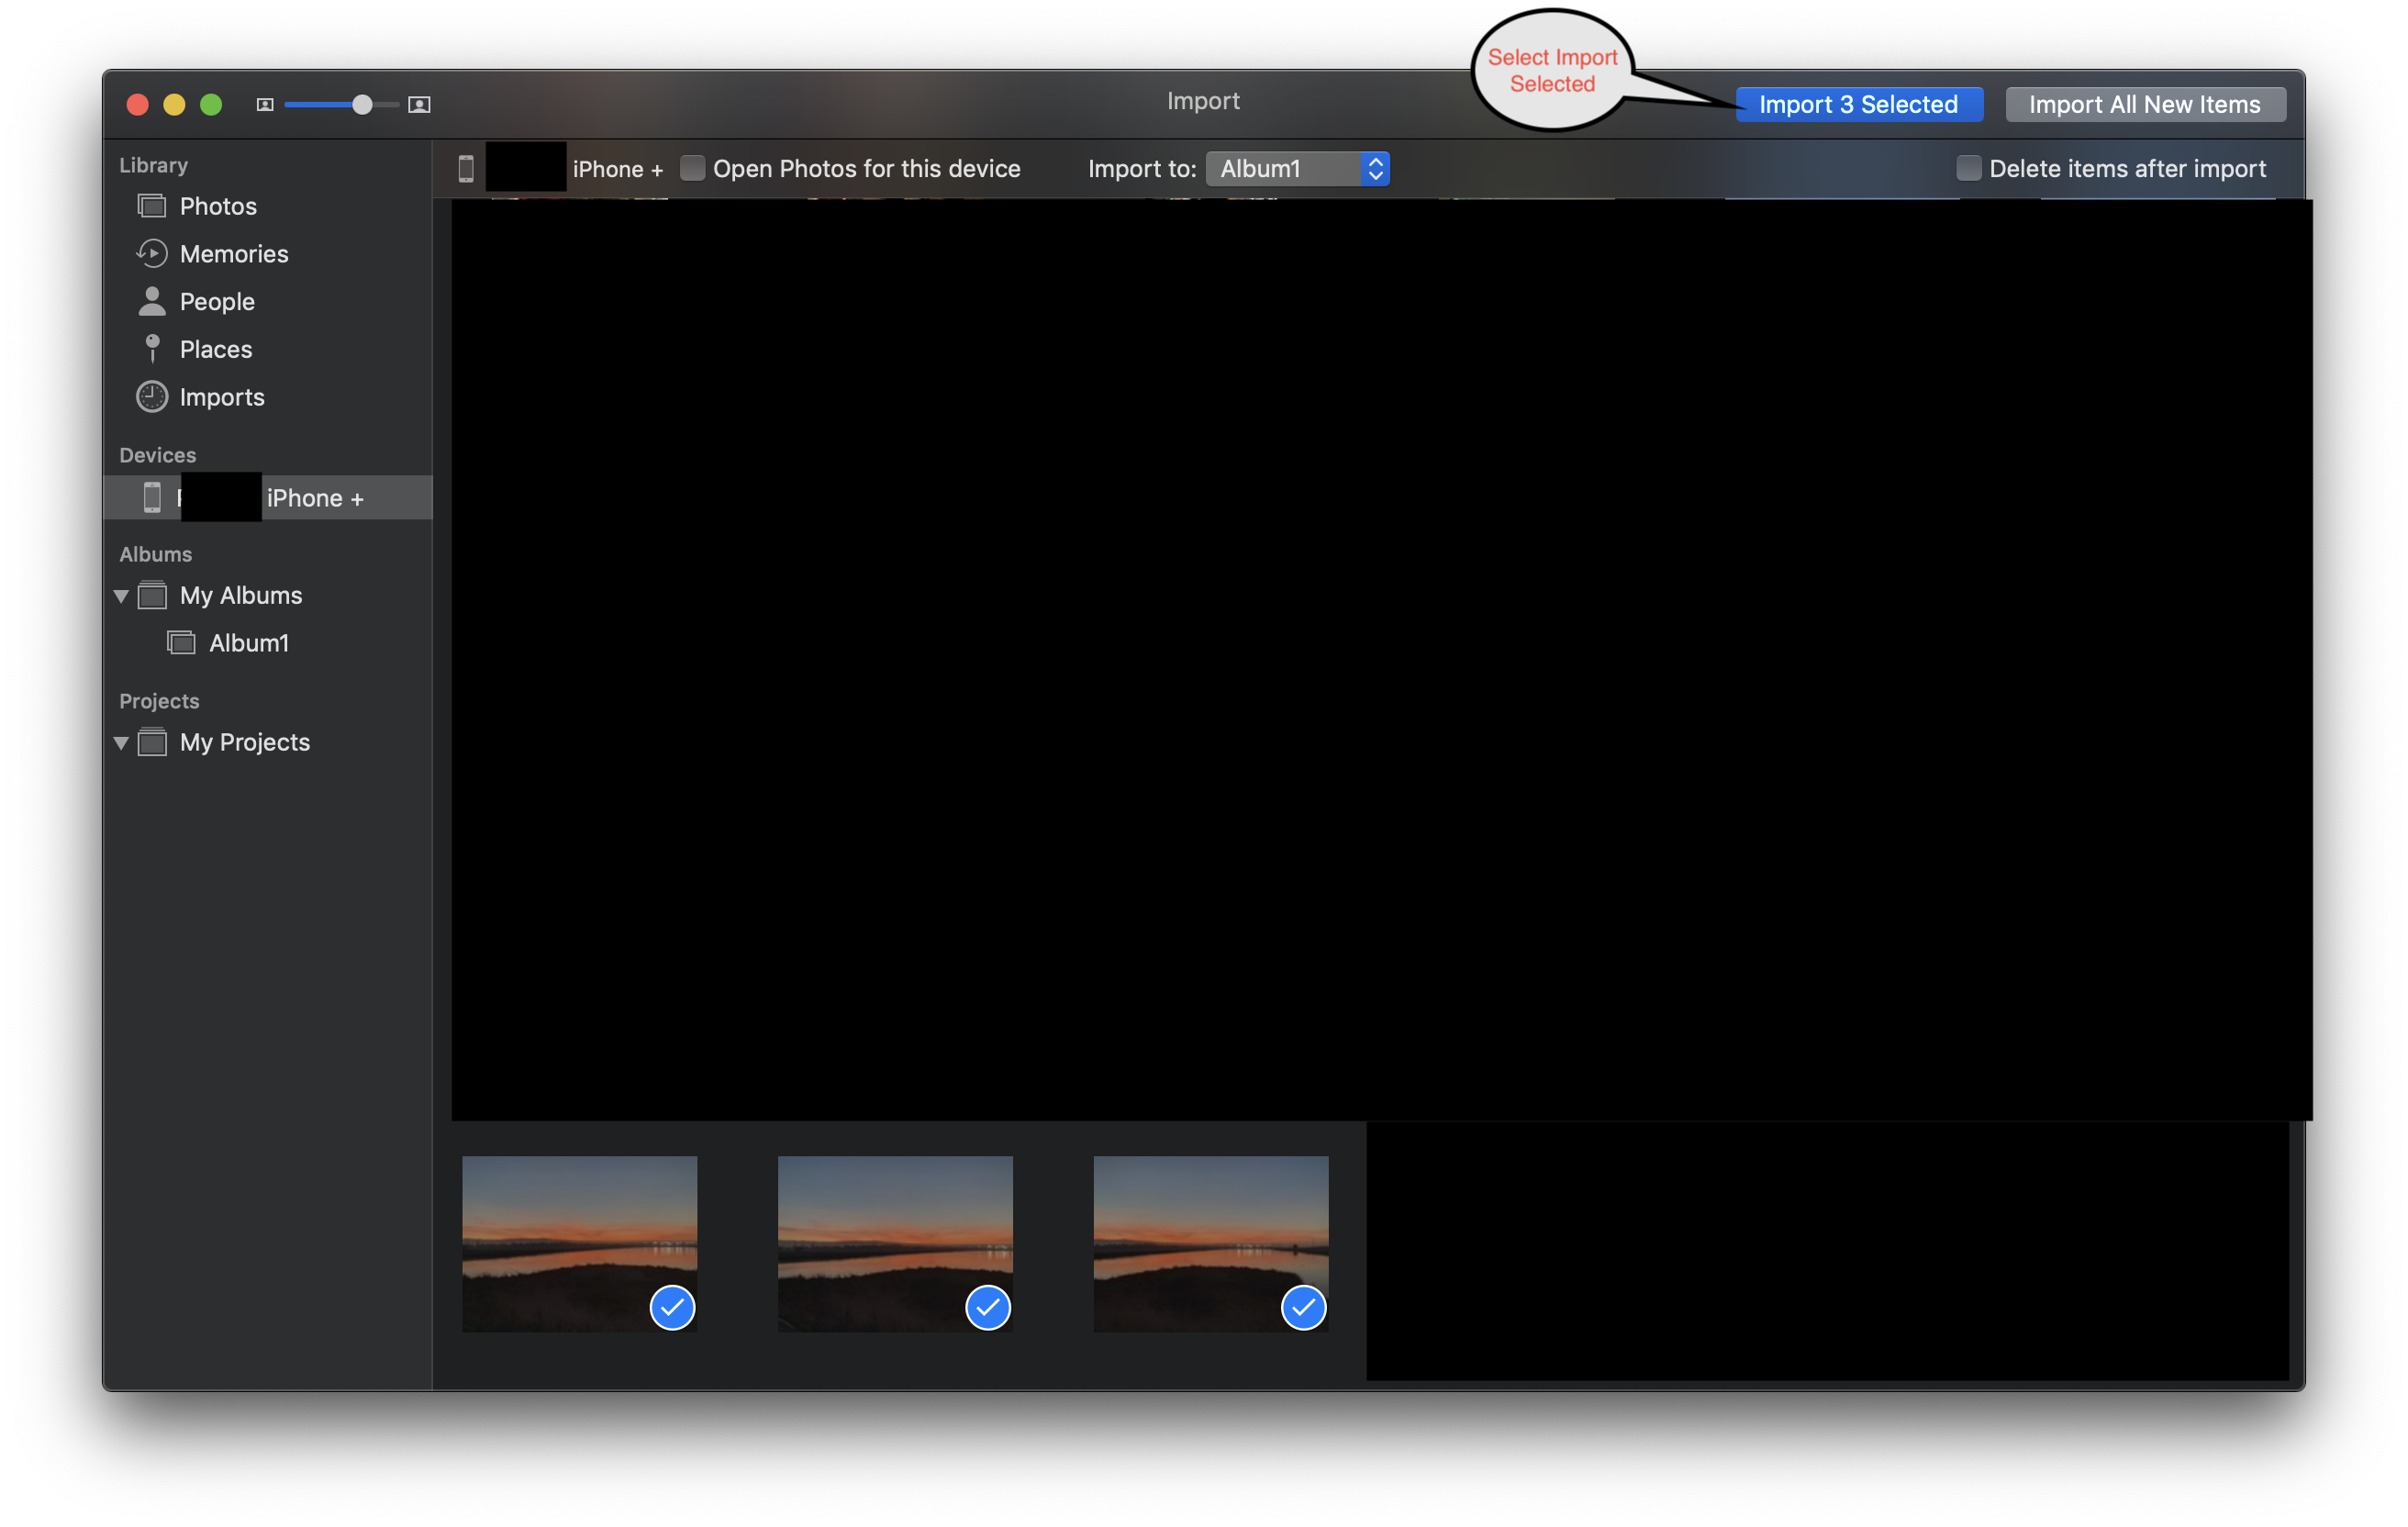 Select Import
Selected
Import
Import 3 Selected
Import All New Items
iPhone +
Open Photos for this device
Import to:
Album1
Delete items after import
Library
Photos
Memories
People
Places
Imports
Devices
iPhone +
Albums
My Albums
Album1
Projects
My Projects